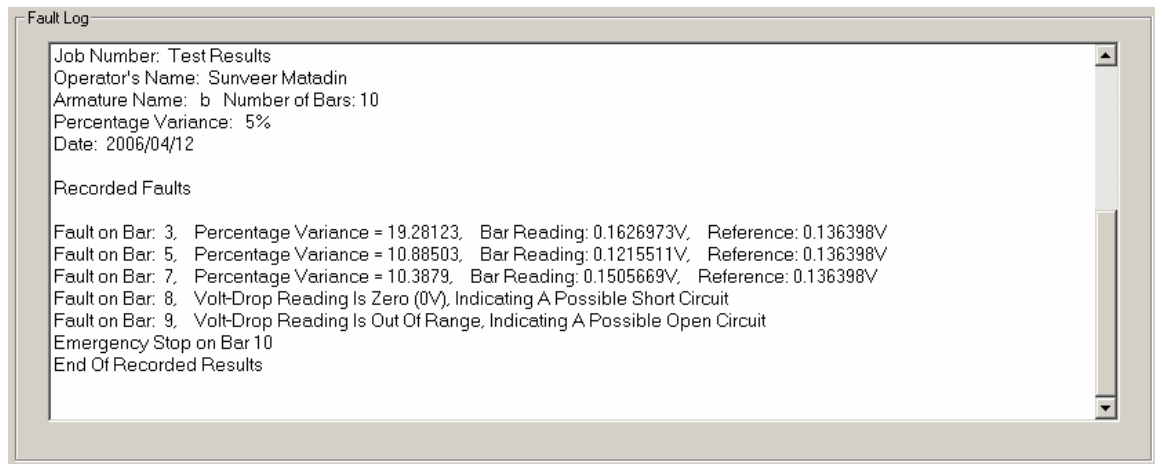 Fault Log
Job Number: Test Results
Operator's Name: Sunveer Matadin
Armature Name: b Number of Bars: 10
Percentage Variance: 5%
Date: 2006/04/12
Recorded Faults
Fault on Bar: 3, Percentage Variance = 19.28123, Bar Reading: 0.1626973V, Reference: 0.136398V
Fault on Bar: 5, Percentage Variance = 10.88503, Bar Reading: 0.1215511V, Reference: 0.136398V
Fault on Bar: 7, Percentage Variance = 10.3879, Bar Reading: 0.1505669V, Reference: 0.136398V
Fault on Bar: 8, Volt-Drop Reading Is Zero (0V), Indicating A Possible Short Circuit
Fault on Bar: 9, Volt-Drop Reading Is Out Of Range, Indicating A Possible Open Circuit
Emergency Stop on Bar 10
End Of Recorded Results